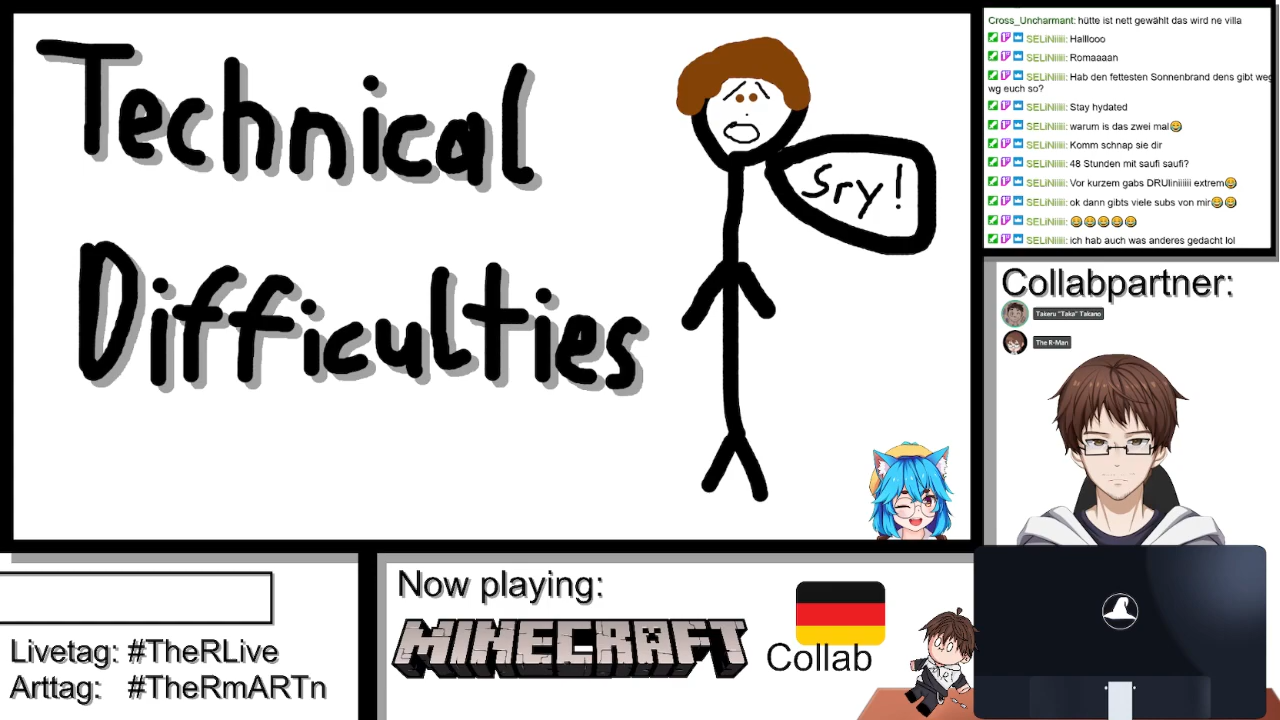 Technical
Difficulties
Sry!
Cross_Uncharmant: hütte ist nett gewählt das wird ne villa
SELiNiiiii: Halllooo
SELiNiiiii: Romaaaan
SELiNiiiii: Hab den fettesten Sonnenbrand dens gibt weg
wg euch so?
SELiNiiiii: Stay hydated
SELiNiiiii: warum is das zwei mal😂
SELiNiiiii: Komm schnap sie dir
SELiNiiiii: 48 Stunden mit saufi saufi?
SELiNiiiii: Vor kurzem gabs DRUliniiiiii extrem😂
SELiNiiiii: ok dann gibts viele subs von mir😂😂
SELiNiiiii: 😂😂😂😂😂
SELiNiiiii: ich hab auch was anderes gedacht lol
Collabpartner:
Takeru "Taka" Takano
The R-Man
Livetag: #TheRLive
Arttag: #TheRmARTn
Now playing:
MINECRAFT
Collab